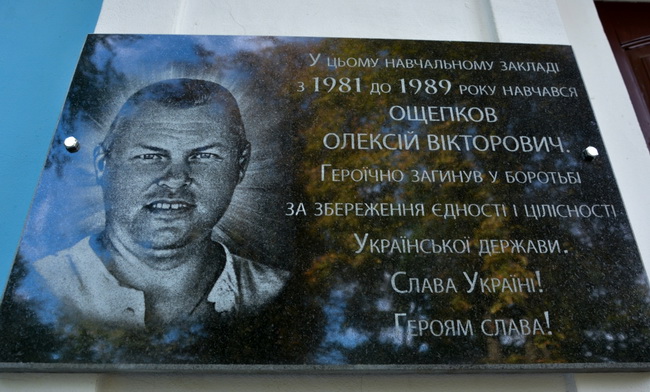 У цьому навчальному закладі
з 1981 до 1989 року навчався
Ощепков
Олексій Вікторович.
Героїчно загинув у боротьбі
за збереження єдності і цілісності
Української держави.
Слава Україні!
Героям слава!